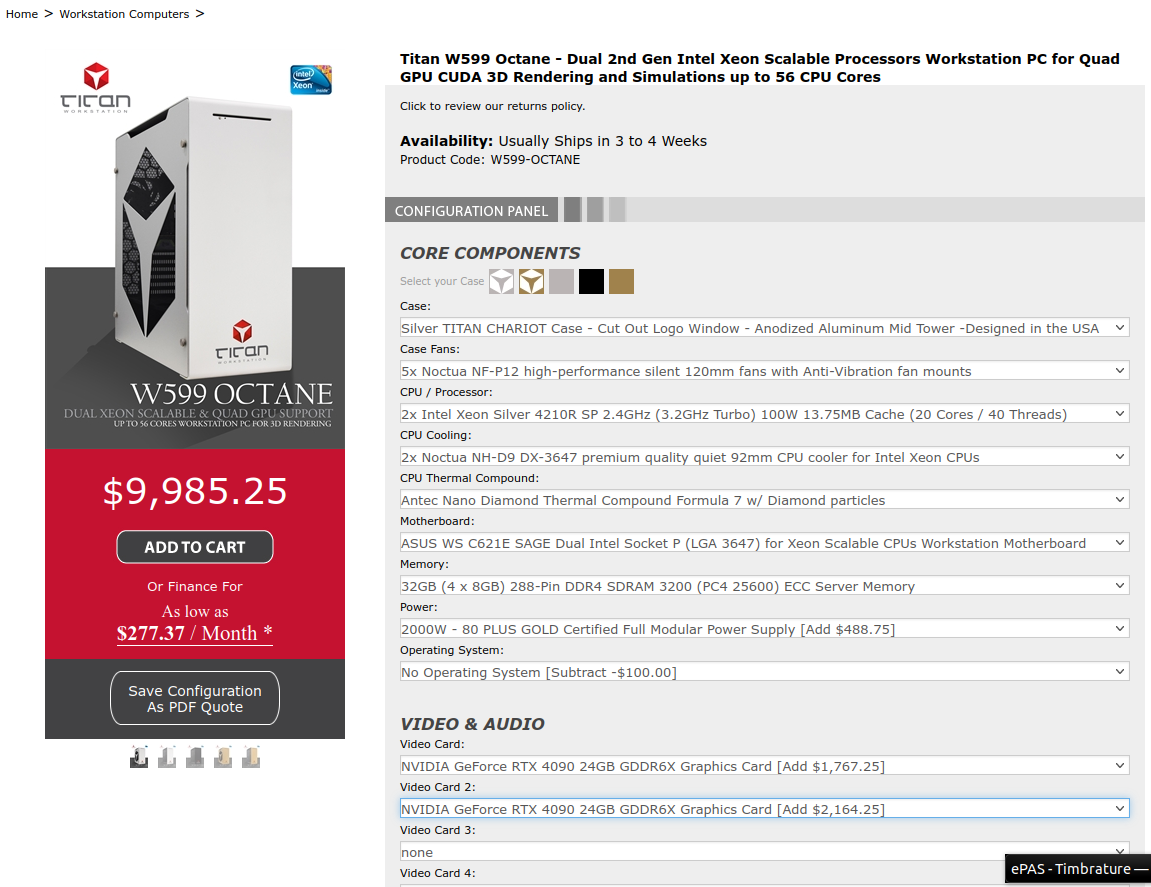 Home > Workstation Computers >
TITAN
WORKSTATION
intel
Xeon
inside
TITAN
WORKSTATION
W599 OCTANE
DUAL XEON SCALABLE & QUAD GPU SUPPORT
UP TO 56 CORES WORKSTATION PC FOR 3D RENDERING
$9,985.25
ADD TO CART
Or Finance For
As low as
$277.37 / Month *
Save Configuration
As PDF Quote
Titan W599 Octane - Dual 2nd Gen Intel Xeon Scalable Processors Workstation PC for Quad
GPU CUDA 3D Rendering and Simulations up to 56 CPU Cores
Click to review our returns policy.
Availability: Usually Ships in 3 to 4 Weeks
Product Code: W599-OCTANE
CONFIGURATION PANEL
CORE COMPONENTS
Select your Case
Case:
Silver TITAN CHARIOT Case - Cut Out Logo Window - Anodized Aluminum Mid Tower -Designed in the USA
Case Fans:
5x Noctua NF-P12 high-performance silent 120mm fans with Anti-Vibration fan mounts
CPU / Processor:
2x Intel Xeon Silver 4210R SP 2.4GHz (3.2GHz Turbo) 100W 13.75MB Cache (20 Cores / 40 Threads)
CPU Cooling:
2x Noctua NH-D9 DX-3647 premium quality quiet 92mm CPU cooler for Intel Xeon CPUs
CPU Thermal Compound:
Antec Nano Diamond Thermal Compound Formula 7 w/ Diamond particles
Motherboard:
ASUS WS C621E SAGE Dual Intel Socket P (LGA 3647) for Xeon Scalable CPUs Workstation Motherboard
Memory:
32GB (4 x 8GB) 288-Pin DDR4 SDRAM 3200 (PC4 25600) ECC Server Memory
Power:
2000W - 80 PLUS GOLD Certified Full Modular Power Supply [Add $488.75]
Operating System:
No Operating System [Subtract -$100.00]
VIDEO & AUDIO
Video Card:
NVIDIA GeForce RTX 4090 24GB GDDR6X Graphics Card [Add $1,767.25]
Video Card 2:
NVIDIA GeForce RTX 4090 24GB GDDR6X Graphics Card [Add $2,164.25]
Video Card 3:
none
Video Card 4:
ePAS - Timbrature —